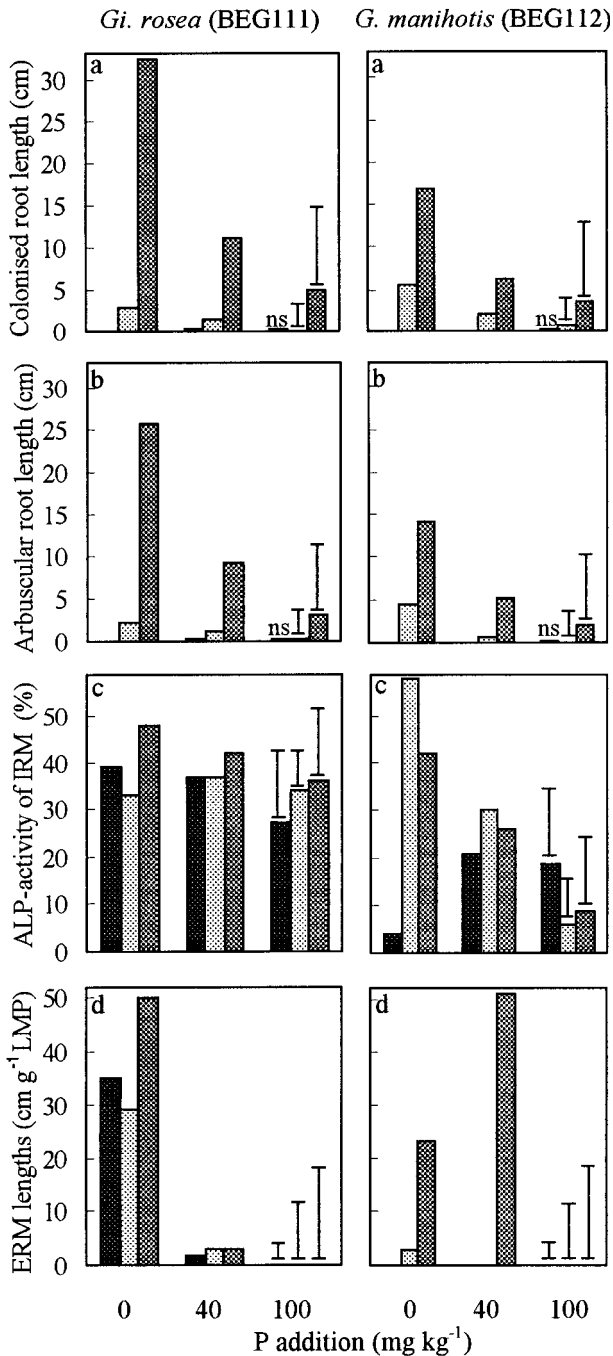 Gi. rosea (BEG111)
G. manihotis (BEG112)
Colonised root length (cm)
30
25
20
15
10
5
0
a
ns
a
ns
Arbuscular root length (cm)
30
25
20
15
10
5
0
b
ns
b
ns
ALP-activity of IRM (%)
50
40
30
20
10
0
c
c
ERM lengths (cm g-1 LMP)
50
40
30
20
10
0
d
d
0 40 100
0 40 100
P addition (mg kg-1)